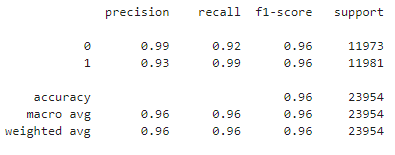 precision recall f1-score support
0 0.99 0.92 0.96 11973
1 0.93 0.99 0.96 11981
accuracy 0.96 23954
macro avg 0.96 0.96 0.96 23954
weighted avg 0.96 0.96 0.96 23954